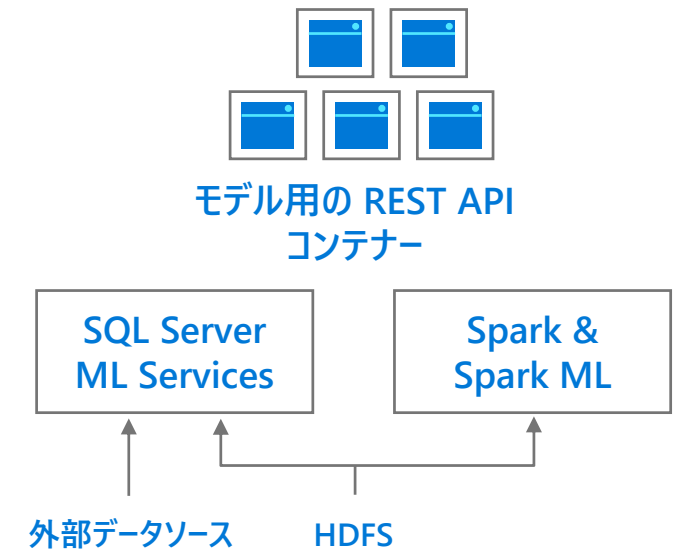 モデル用の REST API
コンテナー
SQL Server
ML Services
Spark &
Spark ML
外部データソース
HDFS